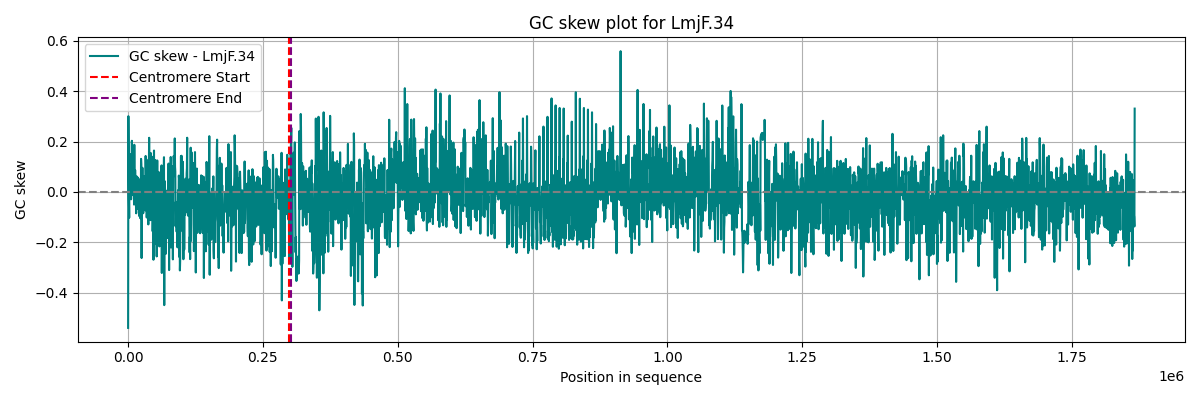 GC skew plot for LmjF.34
GC skew - LmjF.34
Centromere Start
Centromere End
GC skew
0.6
0.4
0.2
0.0
−0.2
−0.4
0.00 0.25 0.50 0.75 1.00 1.25 1.50 1.75
1e6
Position in sequence